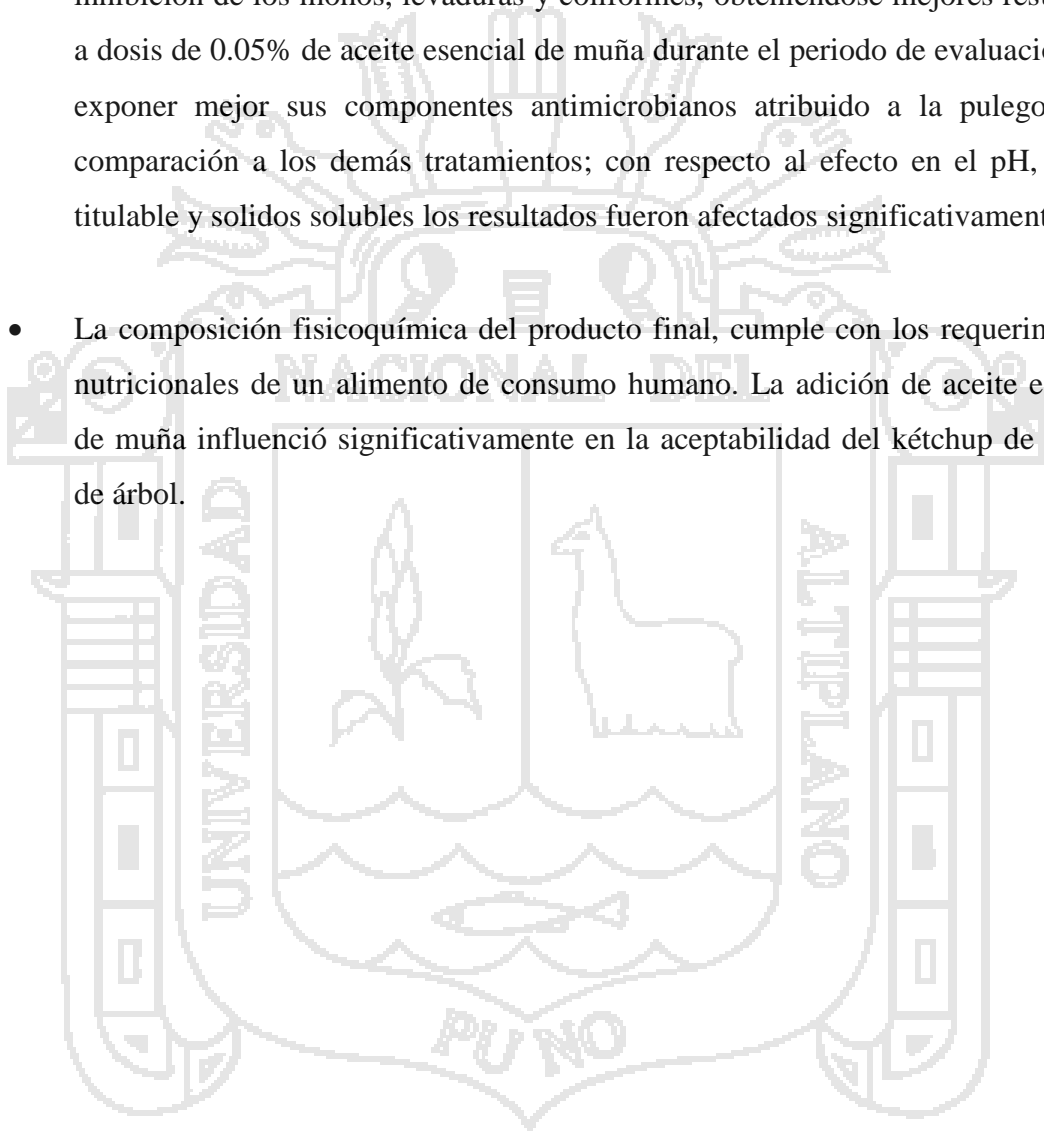 inhibición de los mohos, levaduras y coliformes, obteniéndose mejores resu
a dosis de 0.05% de aceite esencial de muña durante el periodo de evaluaci
exponer mejor sus componentes antimicrobianos atribuido a la pulego
comparación a los demás tratamientos; con respecto al efecto en el pH,
titulable y solidos solubles los resultados fueron afectados significativament
• La composición fisicoquímica del producto final, cumple con los requerin
nutricionales de un alimento de consumo humano. La adición de aceite e
de muña influenció significativamente en la aceptabilidad del kétchup de
de árbol.
NACIONAL DEL
UNIVERSIDAD
ALTIPLANO
PUNO